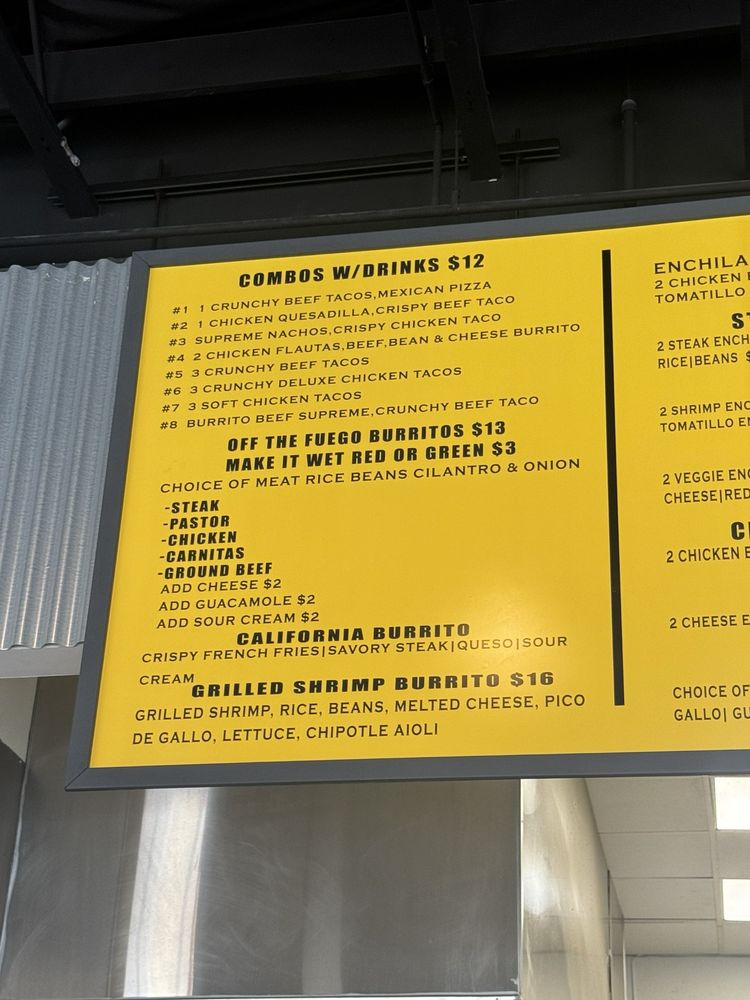 COMBOS W/DRINKS $12
#1 1 CRUNCHY BEEF TACOS,MEXICAN PIZZA
#2 1 CHICKEN QUESADILLA,CRISPY BEEF TACO
#3 SUPREME NACHOS,CRISPY CHICKEN TACO
#4 2 CHICKEN FLAUTAS,BEEF,BEAN & CHEESE BURRITO
#5 3 CRUNCHY BEEF TACOS
#6 3 CRUNCHY DELUXE CHICKEN TACOS
#7 3 SOFT CHICKEN TACOS
#8 BURRITO BEEF SUPREME,CRUNCHY BEEF TACO
OFF THE FUEGO BURRITOS $13
MAKE IT WET RED OR GREEN $3
CHOICE OF MEAT RICE BEANS CILANTRO & ONION
-STEAK
-PASTOR
-CHICKEN
-CARNITAS
-GROUND BEEF
ADD CHEESE $2
ADD GUACAMOLE $2
ADD SOUR CREAM $2
CALIFORNIA BURRITO
CRISPY FRENCH FRIES|SAVORY STEAK|QUESO|SOUR
CREAM
GRILLED SHRIMP BURRITO $16
GRILLED SHRIMP, RICE, BEANS, MELTED CHEESE, PICO
DE GALLO, LETTUCE, CHIPOTLE AIOLI
ENCHILA
2 CHICKEN
TOMATILLO
ST
2 STEAK ENCH
RICE|BEANS
2 SHRIMP ENC
TOMATILLO EN
2 VEGGIE ENC
CHEESE|RED
2 CHICKEN E
2 CHEESE E
CHOICE OF
GALLO| GU